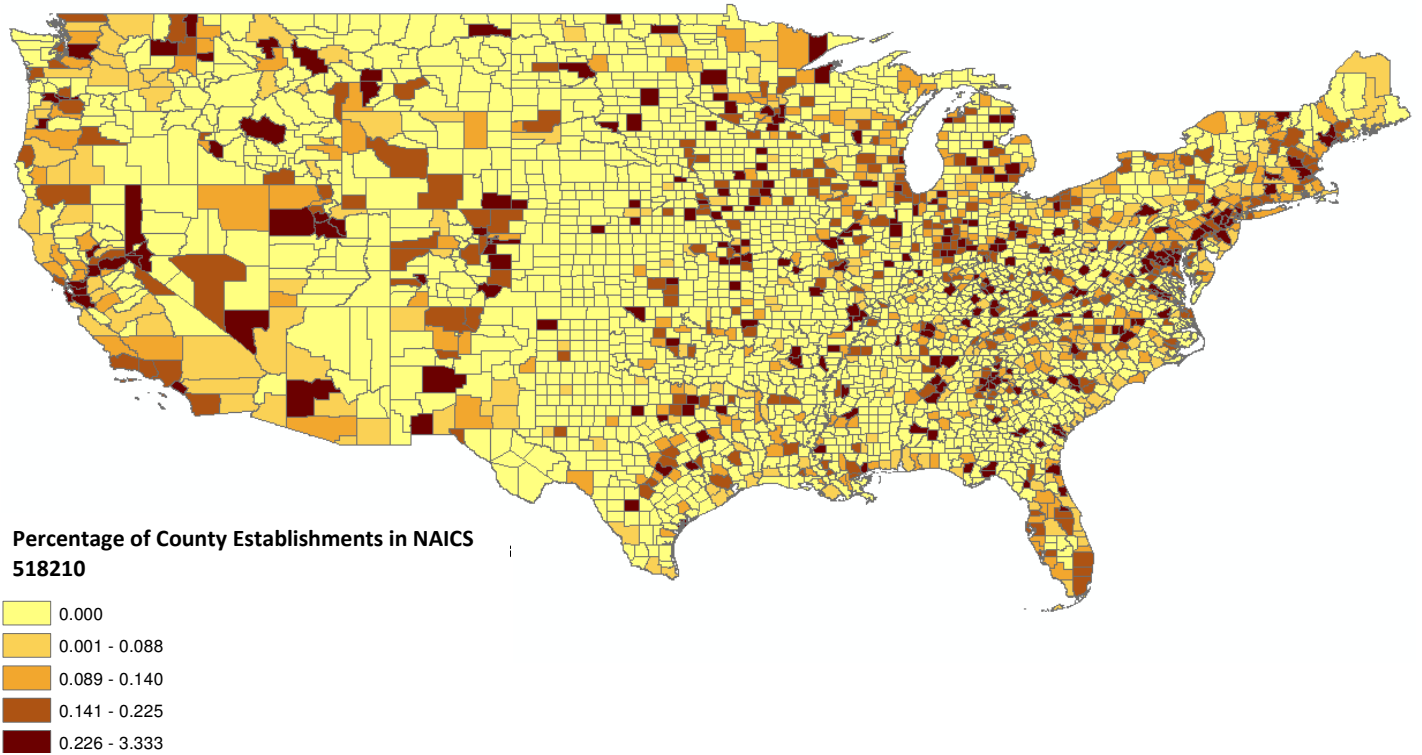 Percentage of County Establishments in NAICS
518210
0.000
0.001 - 0.088
0.089 - 0.140
0.141 - 0.225
0.226 - 3.333